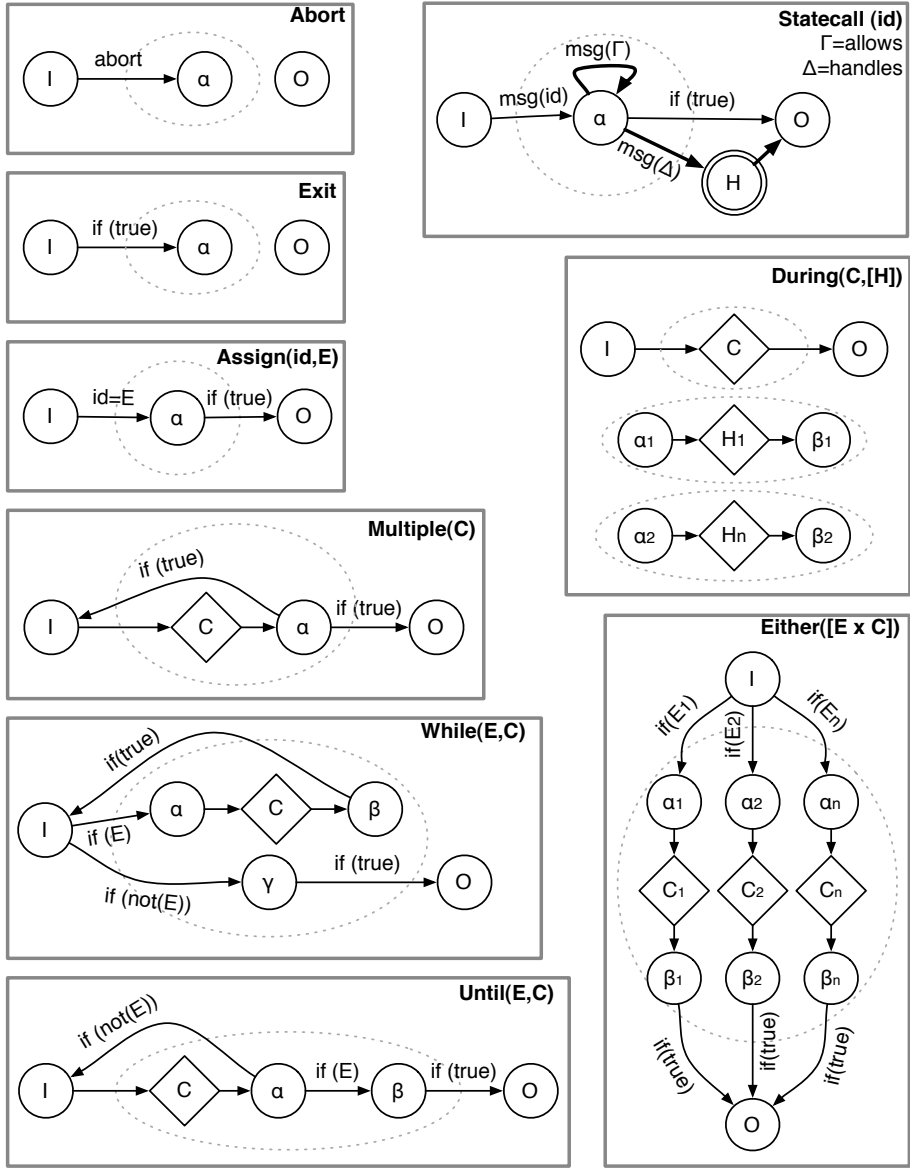 Abort
I
abort
α
O
Exit
I
if (true)
α
O
Assign(id,E)
I
id=E
α
if (true)
O
Multiple(C)
if (true)
I
C
α
if (true)
O
While(E,C)
if(true)
I
if (E)
α
C
β
if (not(E))
γ
if (true)
O
Until(E,C)
if (not(E))
I
C
α
if (E)
β
if (true)
O
Statecall (id)
Γ=allows
Δ=handles
msg(Γ)
I
msg(id)
α
if (true)
O
msg(Δ)
H
During(C,[H])
I
C
O
α1
H1
β1
α2
Hn
β2
Either([E x C])
I
if(E1)
if(E2)
if(En)
α1
α2
αn
C1
C2
Cn
β1
β2
βn
if(true)
if(true)
if(true)
O